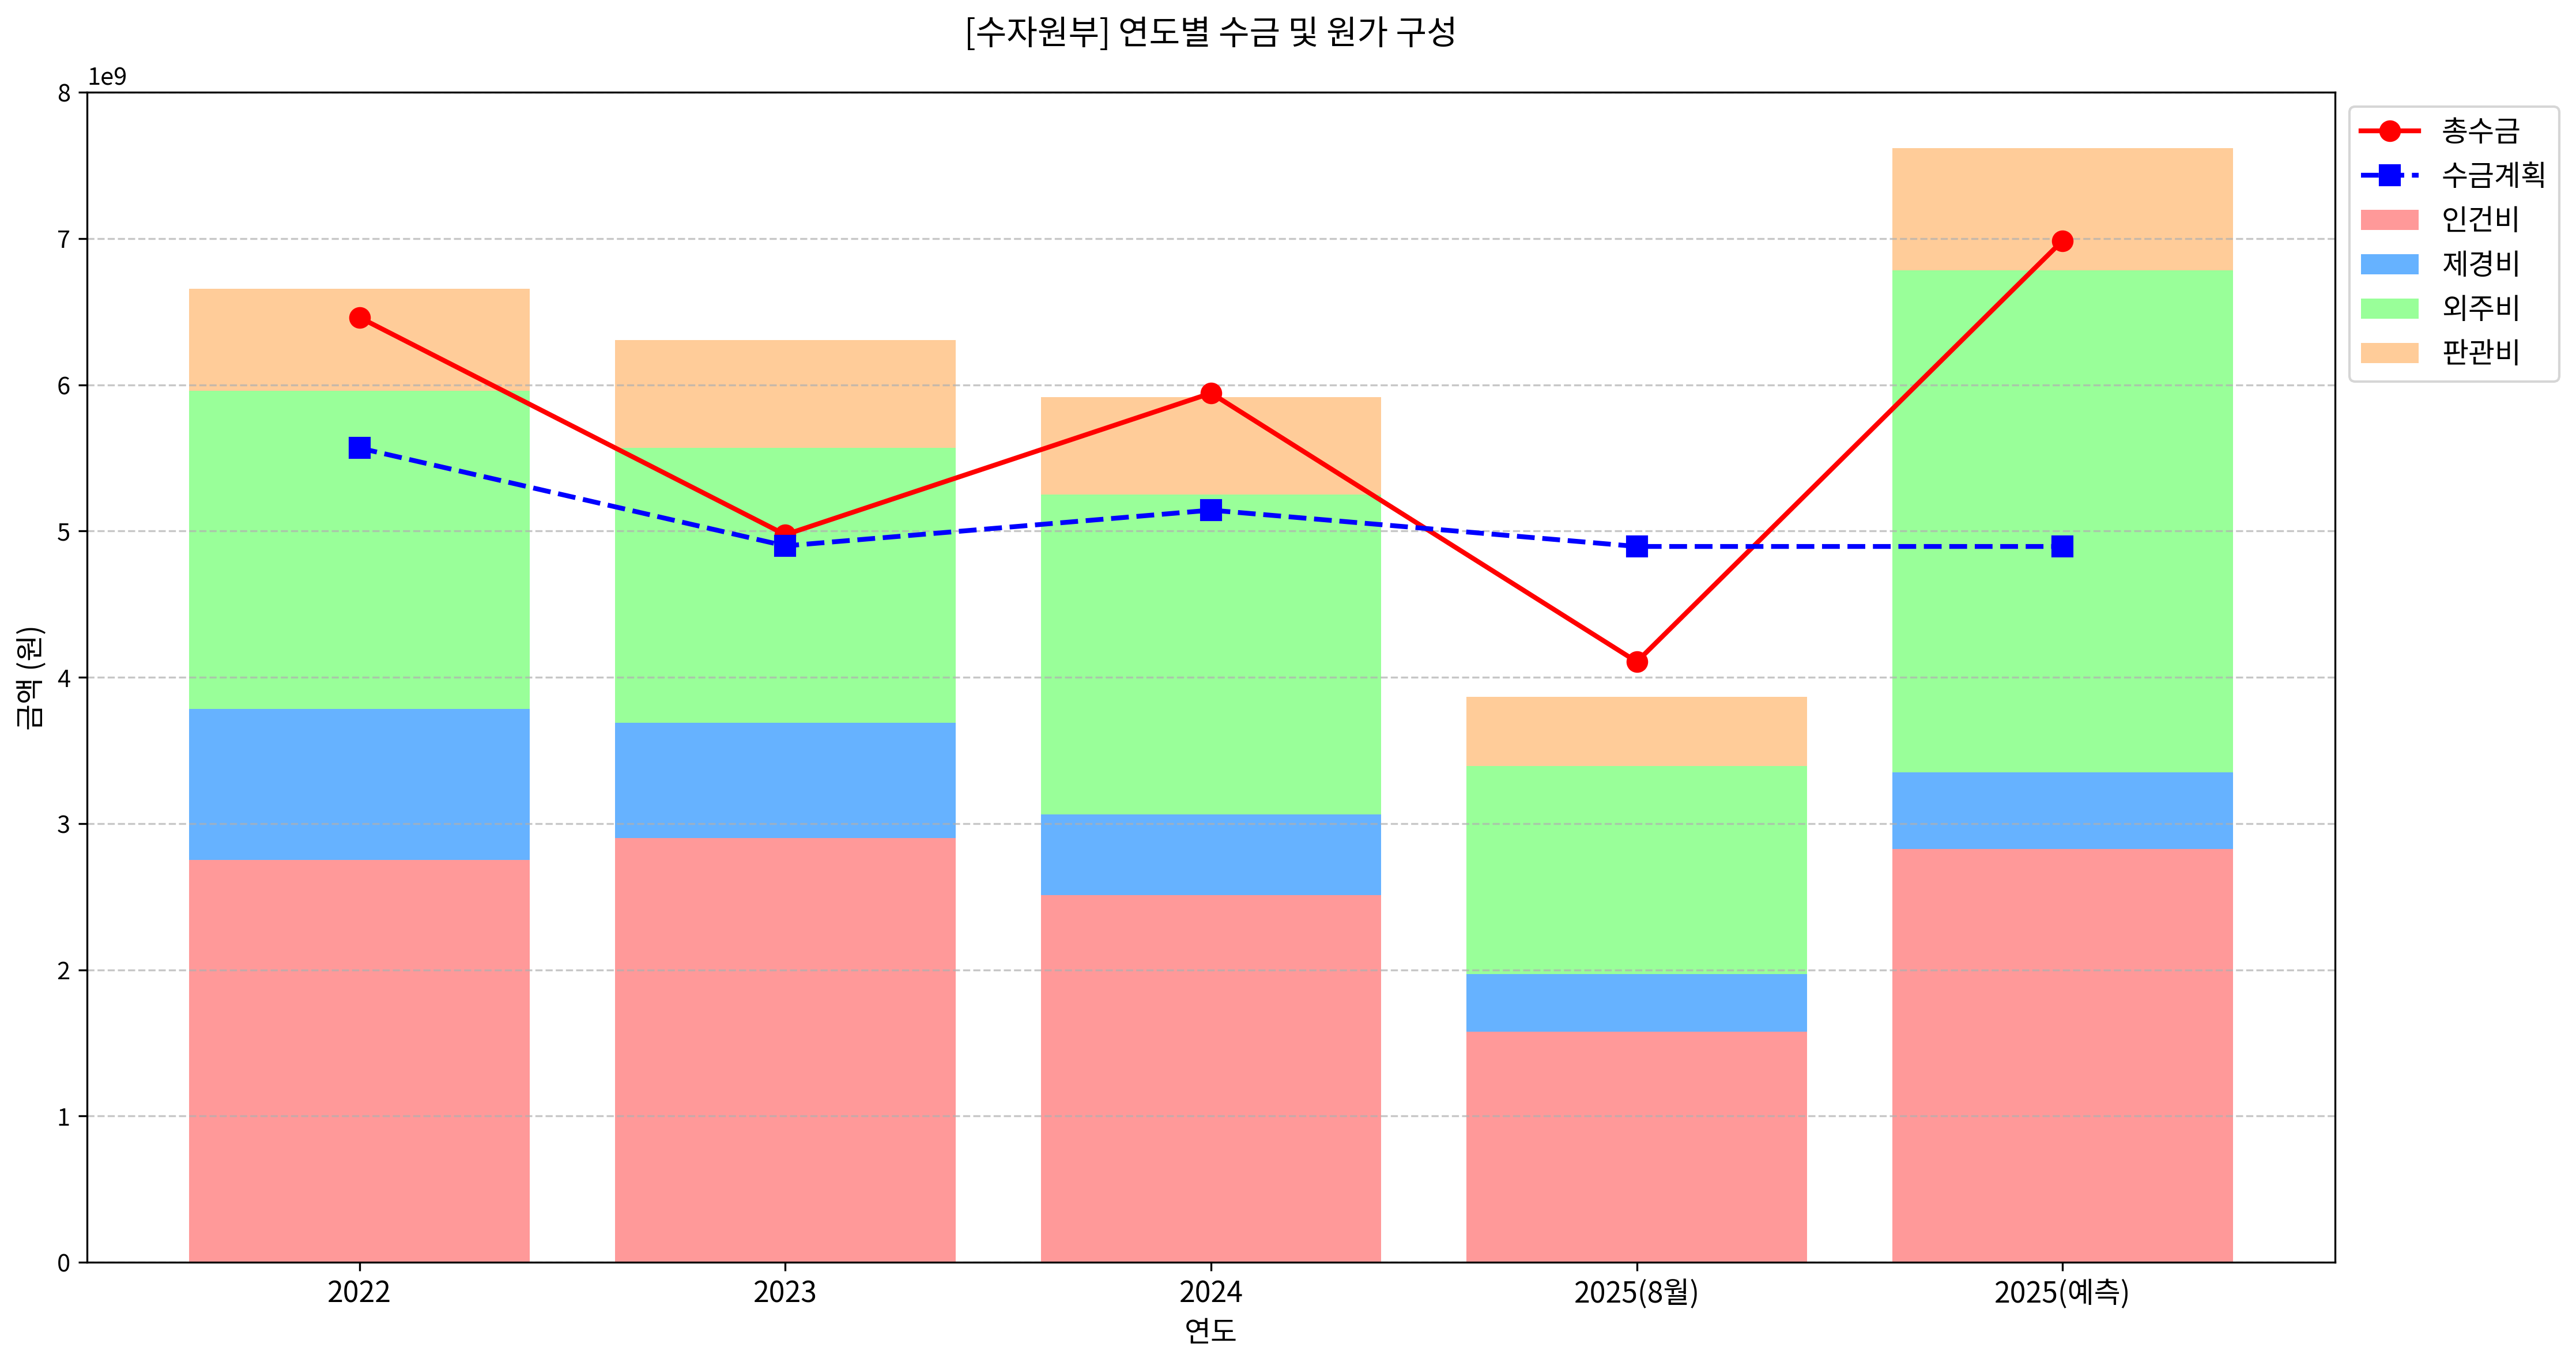 [수자원부] 연도별 수금 및 원가 구성
1e9
8
7
6
5
4
3
2
1
0
금액 (원)
2022
2023
2024
2025(8월)
2025(예측)
연도
총수금
수금계획
인건비
제경비
외주비
판관비